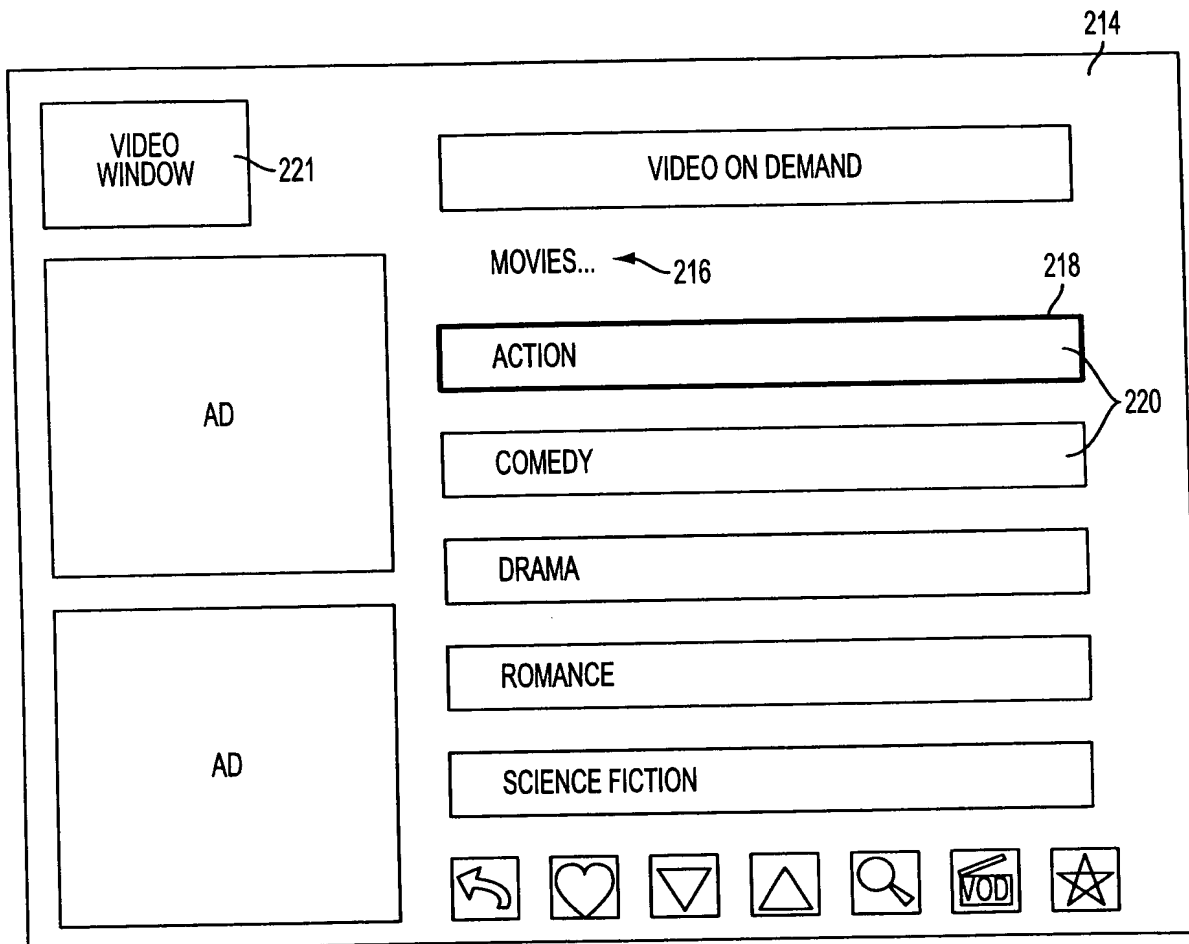 214
VIDEO
WINDOW
221
VIDEO ON DEMAND
MOVIES...
216
218
ACTION
220
COMEDY
AD
DRAMA
ROMANCE
AD
SCIENCE FICTION
VOD